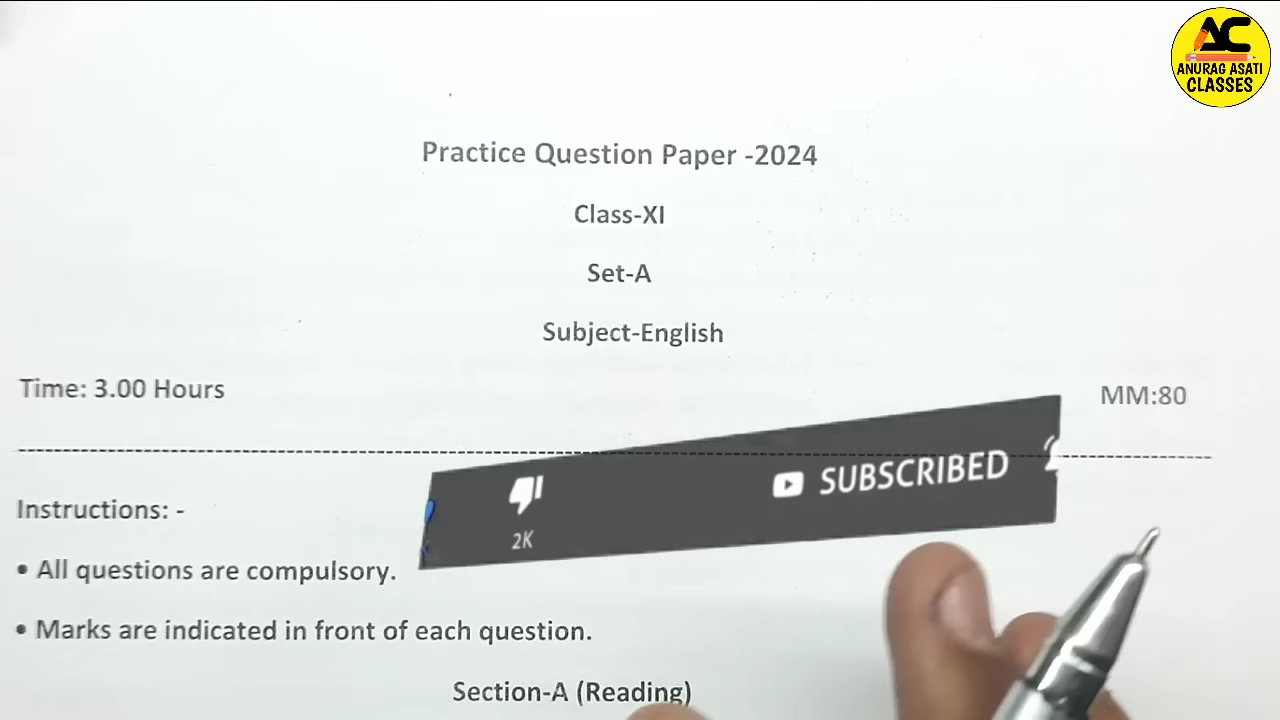 AC
ANURAG ASATI
CLASSES
Practice Question Paper -2024
Class-XI
Set-A
Subject-English
Time: 3.00 Hours
MM:80
2K
SUBSCRIBED
Instructions: -
• All questions are compulsory.
• Marks are indicated in front of each question.
Section-A (Reading)